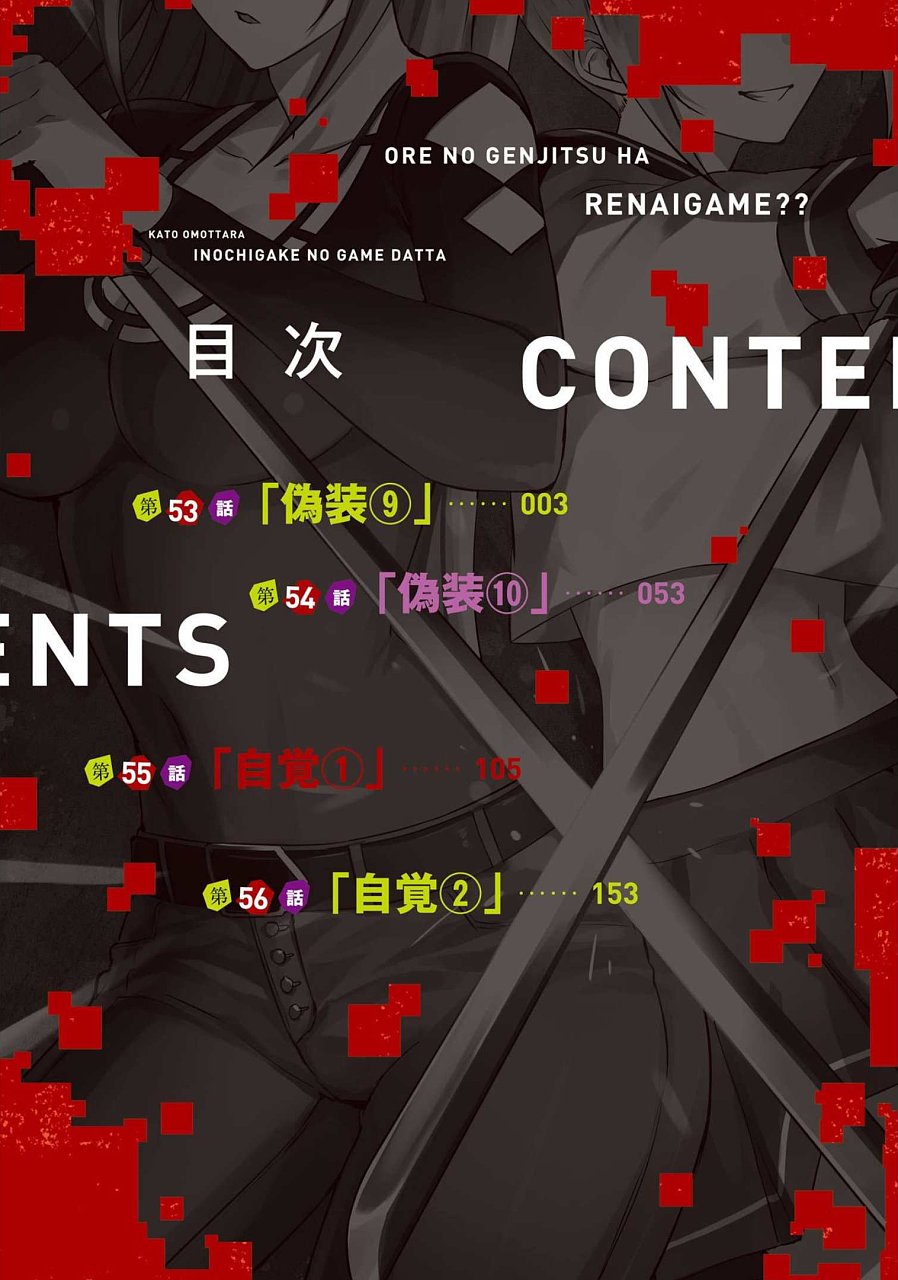 ORE NO GENJITSU HA
RENAIGAME??
KATO OMOTTARA
INOCHIGAKE NO GAME DATTA
目次
CONTE
ENTS
第53話「偽装⑨」……003
第54話「偽装⑩」……053
第55話「自覚①」……105
第56話「自覚②」……153